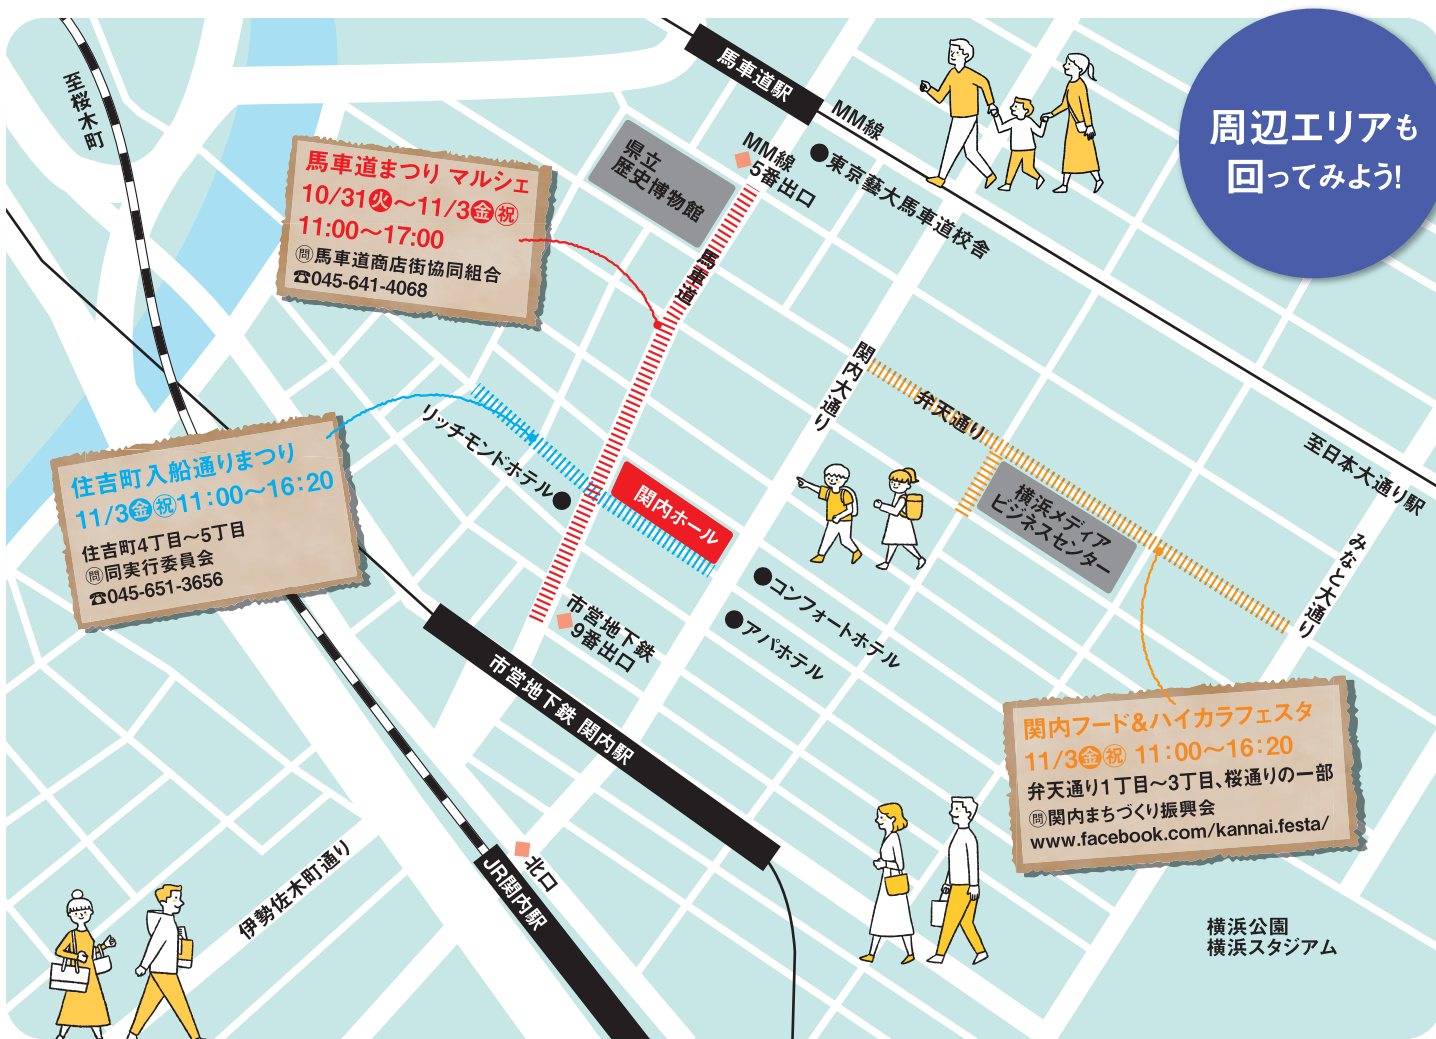 周辺エリアも
回ってみよう!
至桜木町
馬車道駅
MM線
MM線
5番出口
東京藝大馬車道校舎
県立
歴史博物館
馬車道
馬車道まつり マルシェ
10/31火〜11/3金祝
11:00〜17:00
問馬車道商店街協同組合
☎045-641-4068
関内大通り
弁天通り
至日本大通り駅
みなと大通り
横浜メディア
ビジネスセンター
リッチモンドホテル
関内ホール
住吉町入船通りまつり
11/3金祝11:00〜16:20
住吉町4丁目〜5丁目
問同実行委員会
☎045-651-3656
コンフォートホテル
アパホテル
市営地下鉄
9番出口
市営地下鉄 関内駅
関内フード&ハイカラフェスタ
11/3金祝 11:00〜16:20
弁天通り1丁目〜3丁目、桜通りの一部
問関内まちづくり振興会
www.facebook.com/kannai.festa/
北口
JR関内駅
伊勢佐木町通り
横浜公園
横浜スタジアム